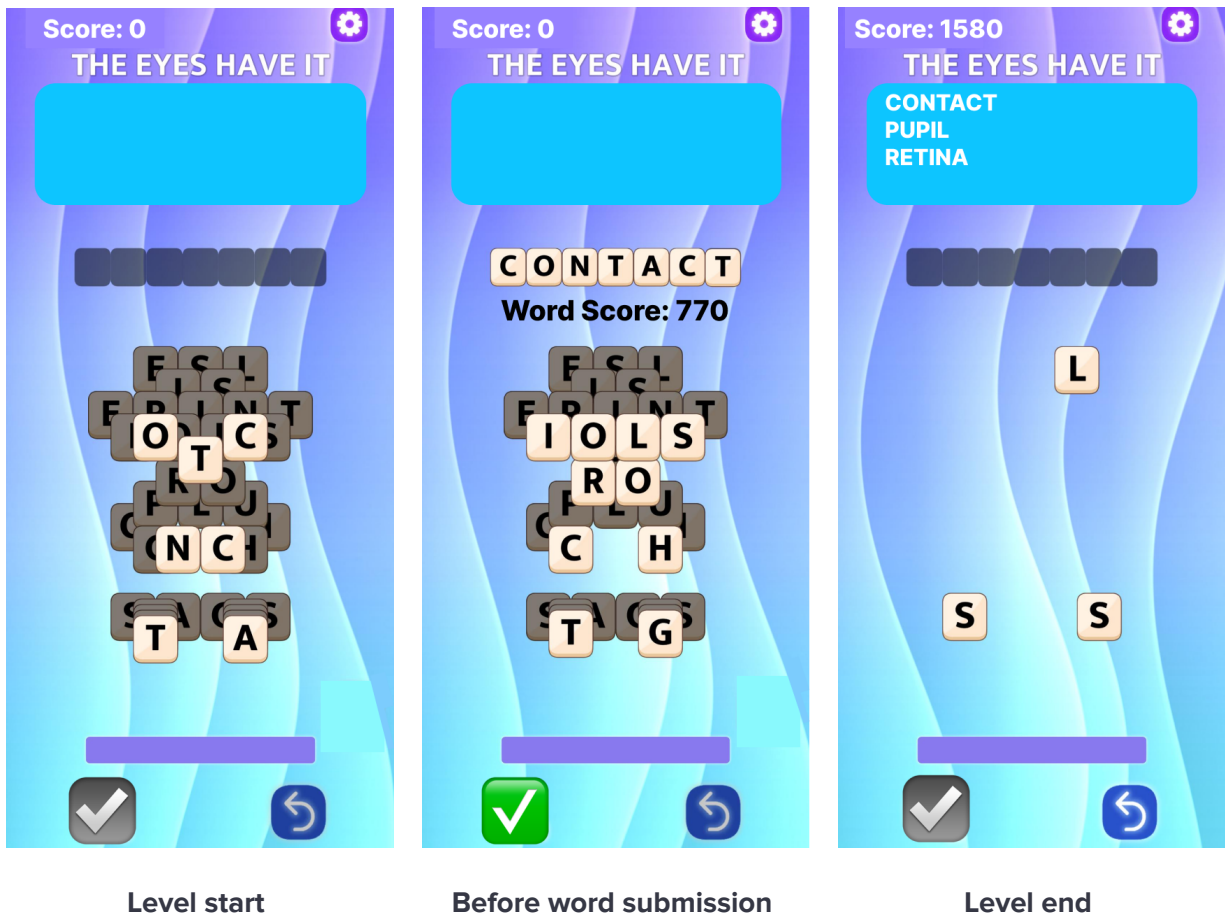 Score: 0
THE EYES HAVE IT
E S L
I S
E R I N T
O C S
T
R O
P L U
N C H
S A G S
T A
Level start
Score: 0
THE EYES HAVE IT
C O N T A C T
Word Score: 770
E S L
I S
E R I N T
I O L S
R O
P L U
C H
S A G S
T G
Before word submission
Score: 1580
THE EYES HAVE IT
CONTACT
PUPIL
RETINA
L
S S
Level end